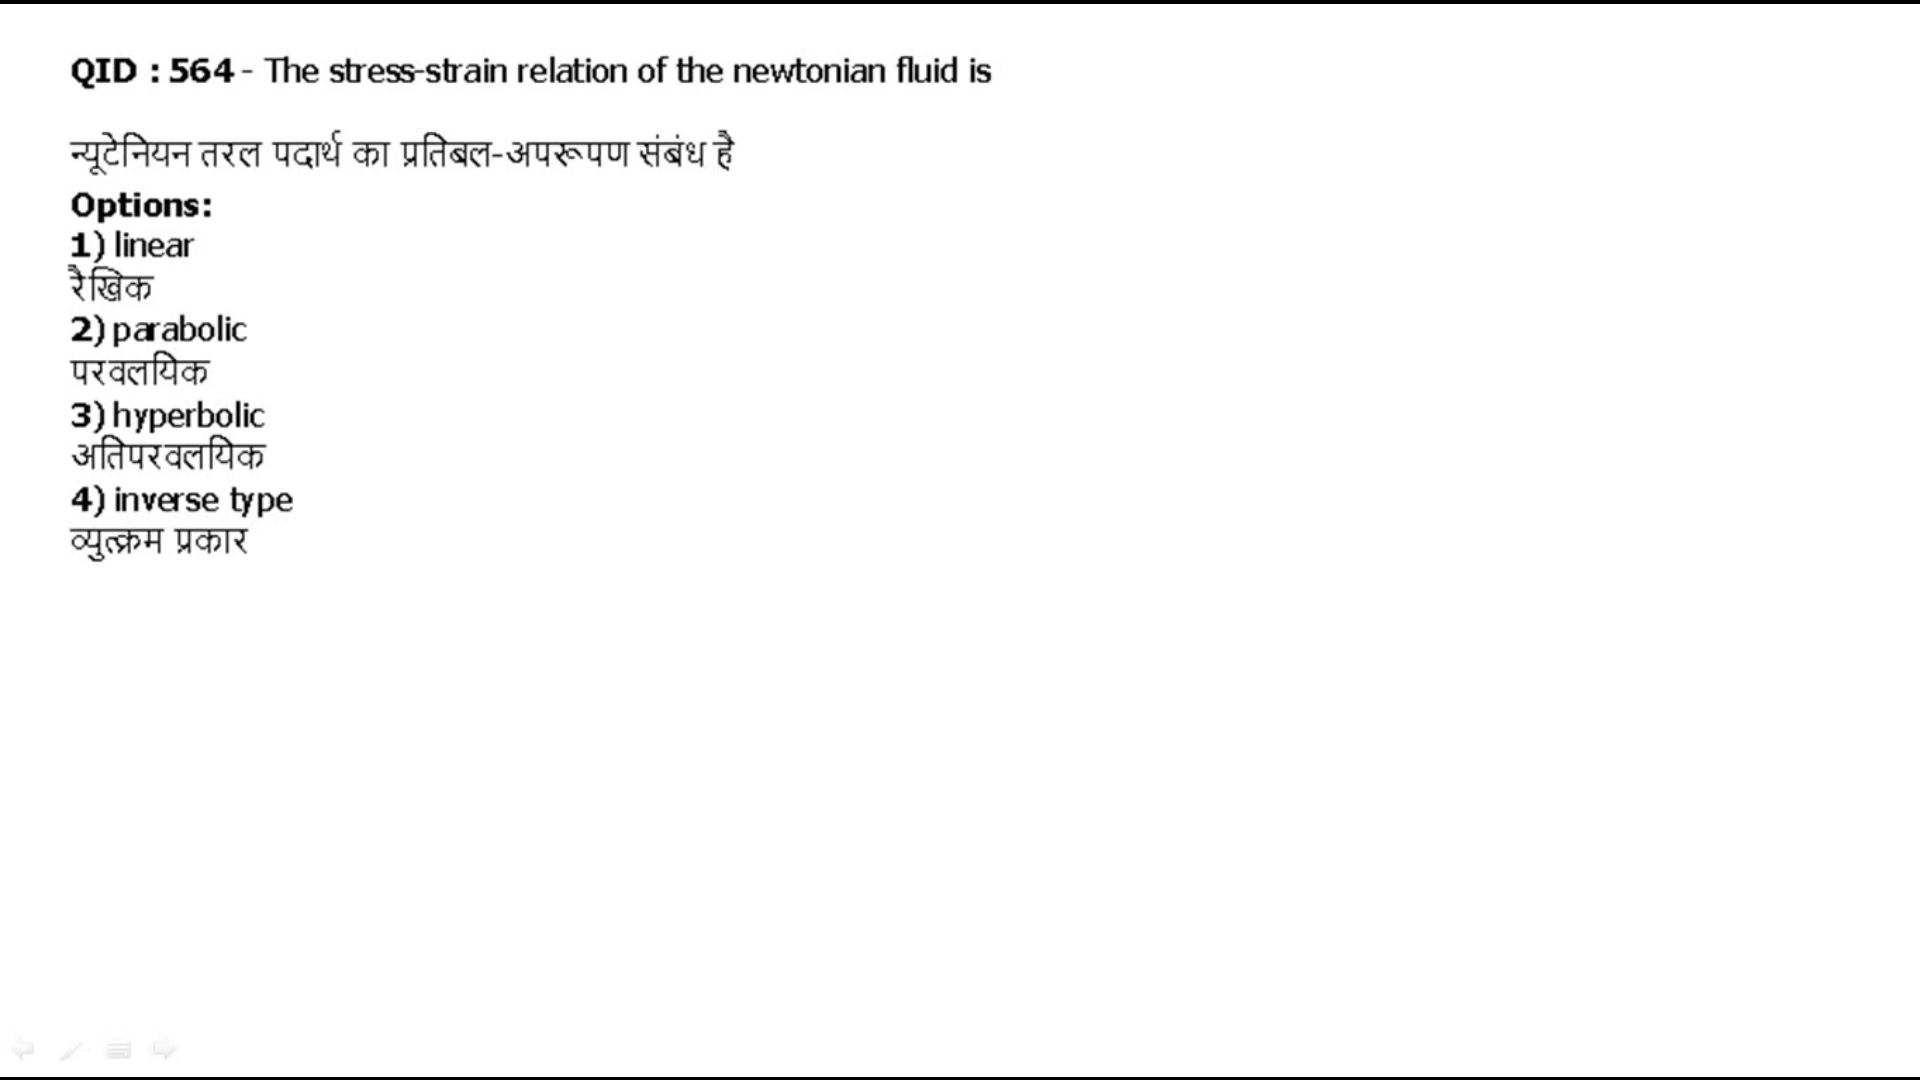 QID : 564 - The stress-strain relation of the newtonian fluid is
न्यूटेनियन तरल पदार्थ का प्रतिबल-अपरूपण संबंध है
Options:
1) linear
रैखिक
2) parabolic
परवलयिक
3) hyperbolic
अतिपरवलयिक
4) inverse type
व्युत्क्रम प्रकार